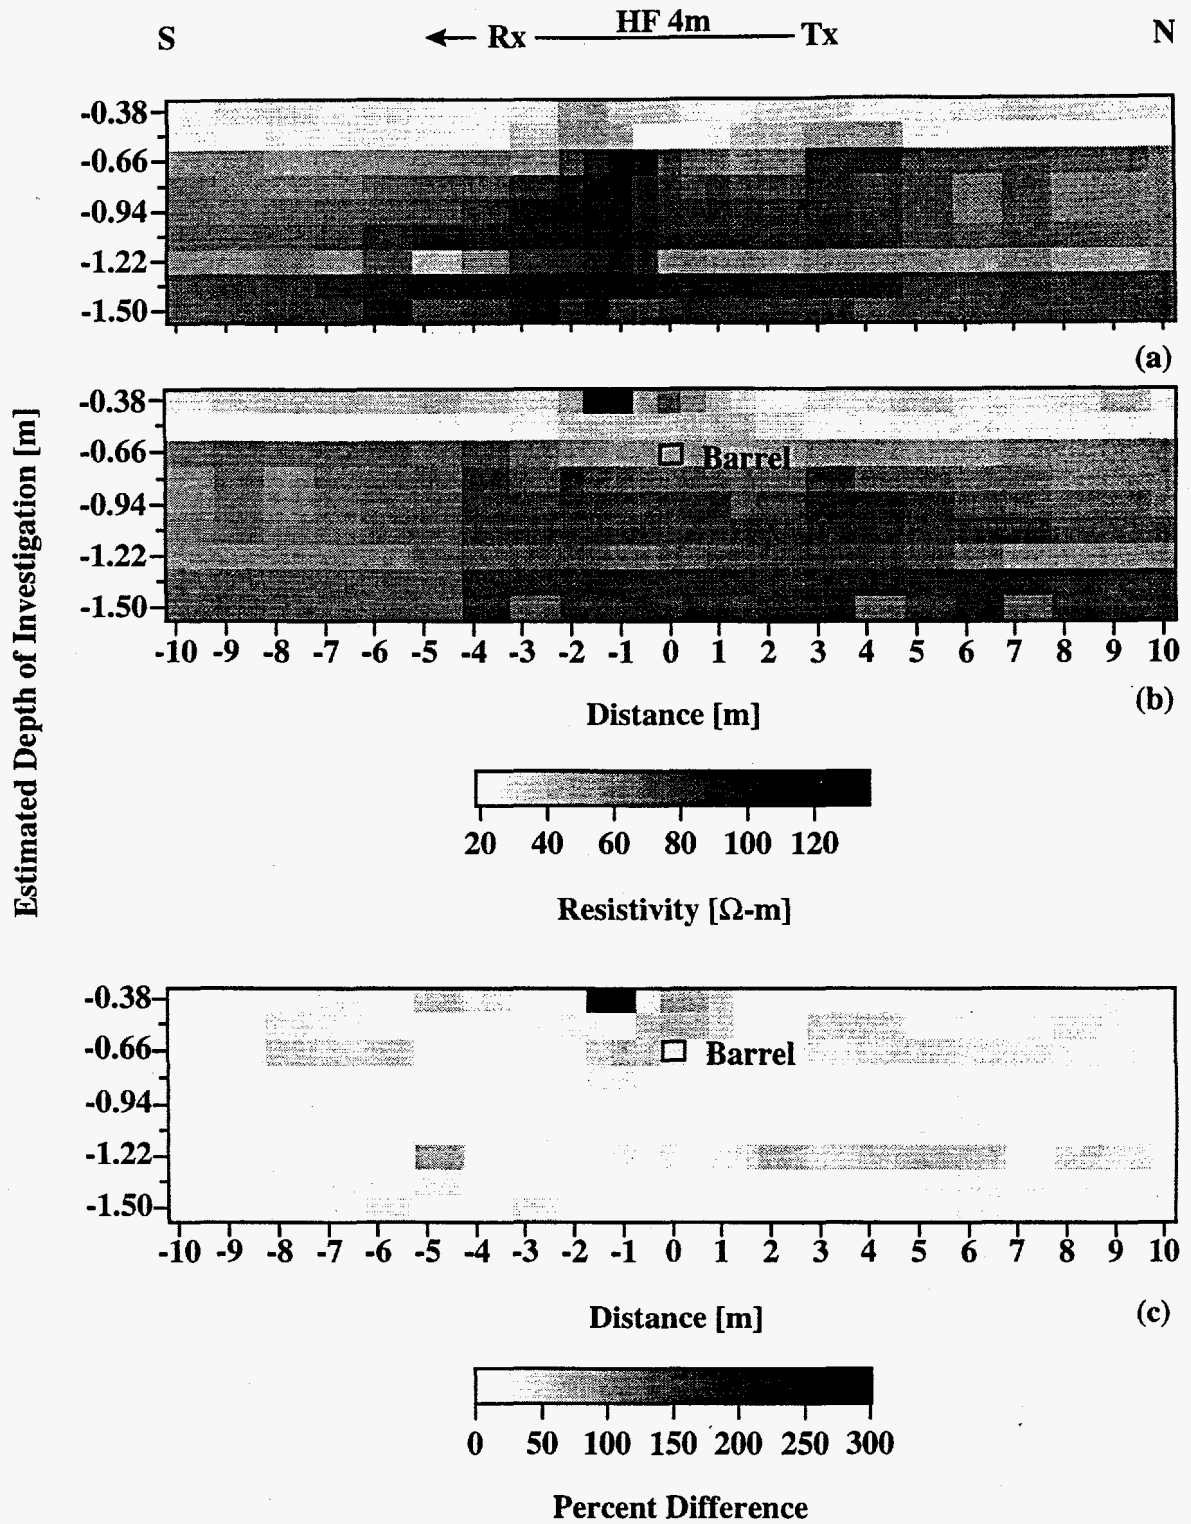 S Rx HF 4m Tx N
-0.38
-0.66
-0.94
-1.22
-1.50
(a)
Estimated Depth of Investigation [m]
-0.38
-0.66
Barrel
-0.94
-1.22
-1.50
-10 -9 -8 -7 -6 -5 -4 -3 -2 -1 0 1 2 3 4 5 6 7 8 9 10
(b)
Distance [m]
20 40 60 80 100 120
Resistivity [Ω-m]
-0.38
-0.66
Barrel
-0.94
-1.22
-1.50
-10 -9 -8 -7 -6 -5 -4 -3 -2 -1 0 1 2 3 4 5 6 7 8 9 10
Distance [m]
(c)
0 50 100 150 200 250 300
Percent Difference